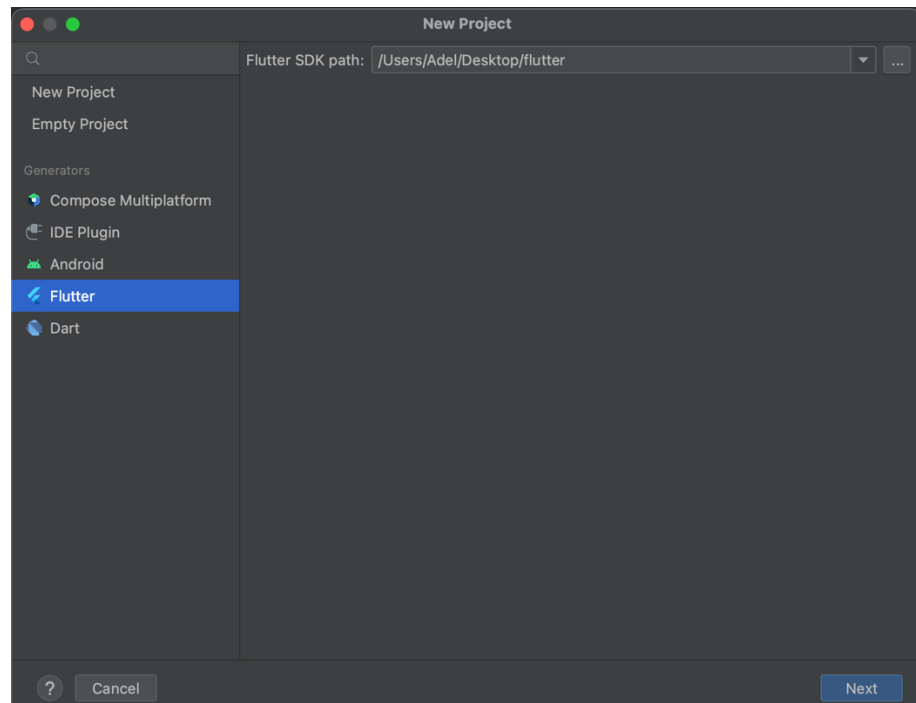 New Project
Flutter SDK path: /Users/Adel/Desktop/flutter ...
New Project
Empty Project
Generators
Compose Multiplatform
IDE Plugin
Android
Flutter
Dart
? Cancel Next